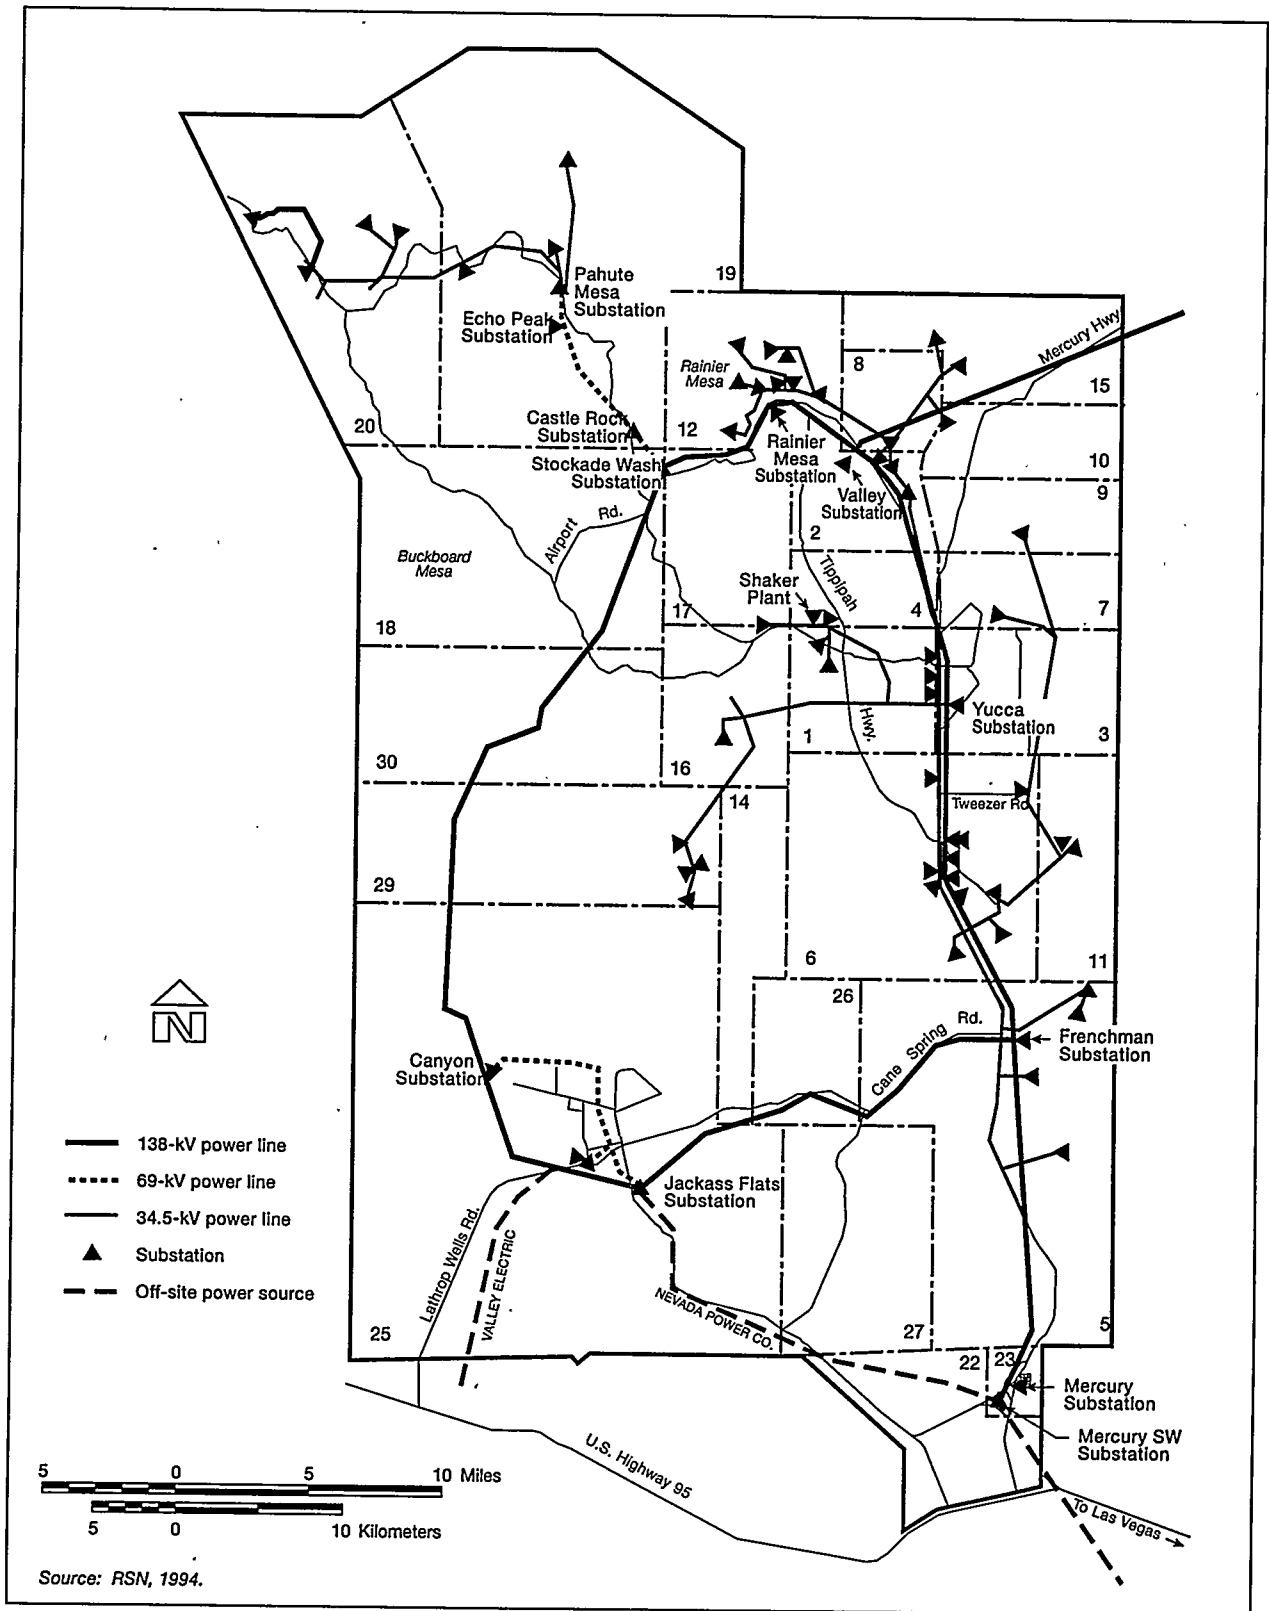 19
Pahute
Mesa
Substation
Echo Peak
Substation
Mercury Hwy
Rainier
Mesa
8
15
Castle Rock
Substation
20
12
Rainier
Mesa
Substation
Stockade Wash
Substation
10
9
Valley
Substation
Airport Rd.
2
Buckboard
Mesa
Tippipah
Hwy.
Shaker
Plant
17
4
7
18
Yucca
Substation
1
3
30
16
14
Tweezer Rd
29
6
11
26
N
Cane Spring Rd.
Frenchman
Substation
Canyon
Substation
138-kV power line
69-kV power line
34.5-kV power line
Substation
Off-site power source
Jackass Flats
Substation
Lathrop Wells Rd.
VALLEY ELECTRIC
NEVADA POWER CO.
25
27
5
22
23
Mercury
Substation
Mercury SW
Substation
U.S. Highway 95
To Las Vegas
5 0 5 10 Miles
5 0 10 Kilometers
Source: RSN, 1994.